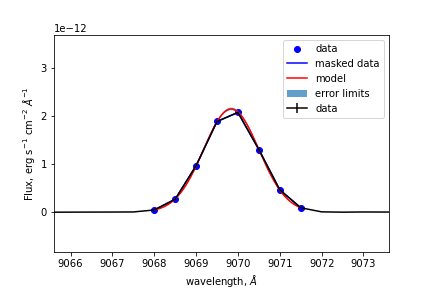 1e−12
data
masked data
model
error limits
data
3
2
1
0
Flux, erg s⁻¹ cm⁻² Å⁻¹
9066 9067 9068 9069 9070 9071 9072 9073
wavelength, Å